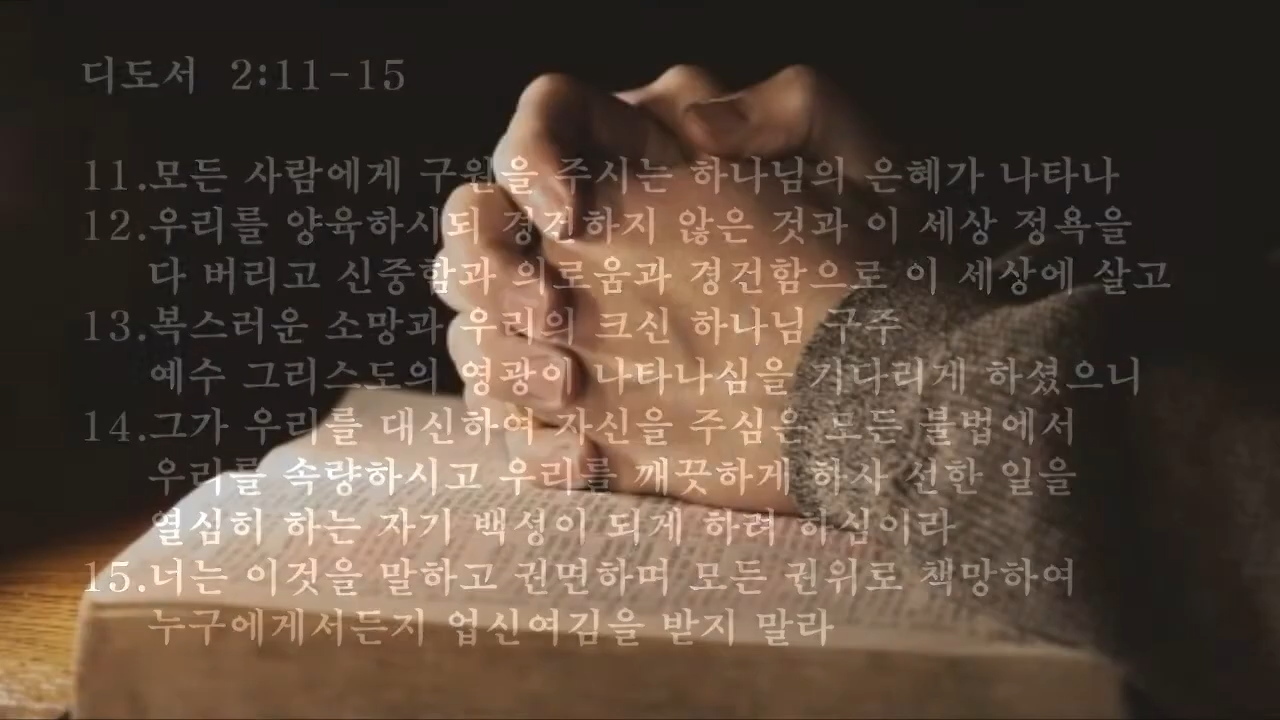 디도서 2:11-15
11.모든 사람에게 구원을 주시는 하나님의 은혜가 나타나
12.우리를 양육하시되 경건하지 않은 것과 이 세상 정욕을
다 버리고 신중함과 의로움과 경건함으로 이 세상에 살고
13.복스러운 소망과 우리의 크신 하나님 구주
예수 그리스도의 영광이 나타나심을 기다리게 하셨으니
14.그가 우리를 대신하여 자신을 주심은 모든 불법에서
우리를 속량하시고 우리를 깨끗하게 하사 선한 일을
열심히 하는 자기 백성이 되게 하려 하심이라
15.너는 이것을 말하고 권면하며 모든 권위로 책망하여
누구에게서든지 업신여김을 받지 말라